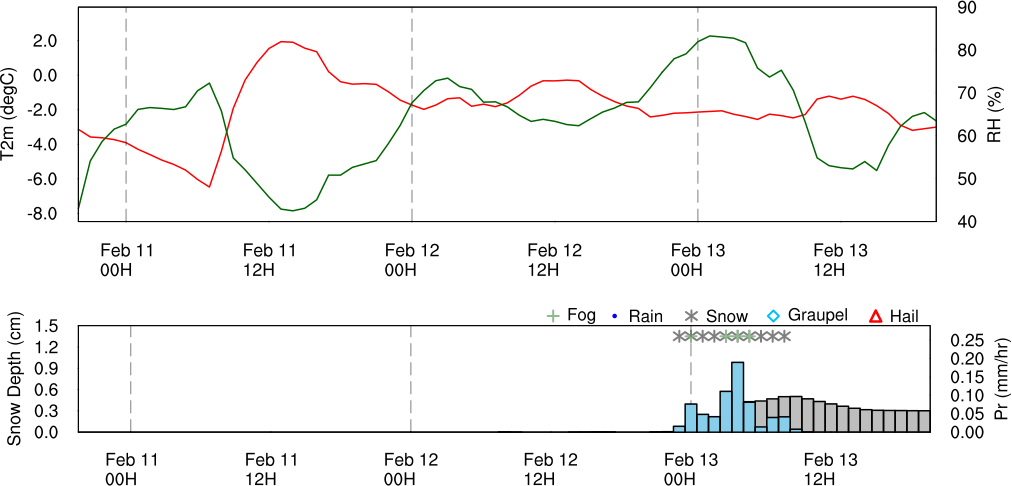 T2m (degC)
2.0
0.0
-2.0
-4.0
-6.0
-8.0
90
80
70
60
50
40
RH (%)
Feb 11 00H
Feb 11 12H
Feb 12 00H
Feb 12 12H
Feb 13 00H
Feb 13 12H
Fog Rain Snow Graupel Hail
Snow Depth (cm)
1.5
1.2
0.9
0.6
0.3
0.0
0.25
0.20
0.15
0.10
0.05
0.00
Pr (mm/hr)
Feb 11 00H
Feb 11 12H
Feb 12 00H
Feb 12 12H
Feb 13 00H
Feb 13 12H